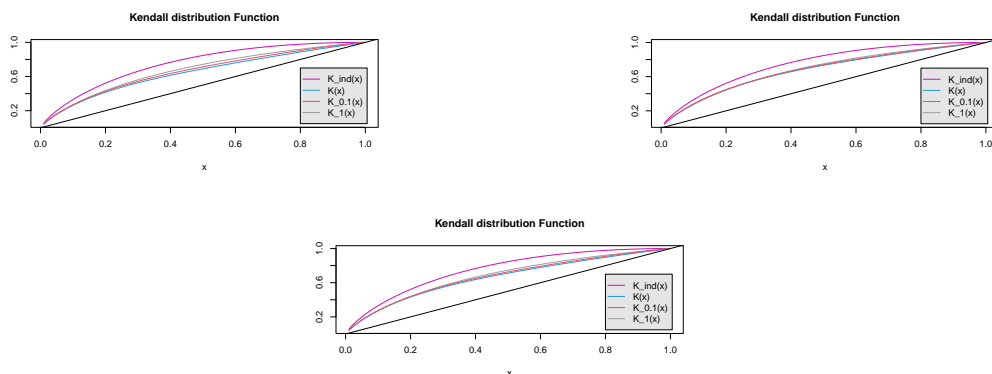 Kendall distribution Function
1.0
0.6
0.2
K_ind(x)
K(x)
K_0.1(x)
K_1(x)
0.0 0.2 0.4 0.6 0.8 1.0
x
Kendall distribution Function
1.0
0.6
0.2
K_ind(x)
K(x)
K_0.1(x)
K_1(x)
0.0 0.2 0.4 0.6 0.8 1.0
x
Kendall distribution Function
1.0
0.6
0.2
K_ind(x)
K(x)
K_0.1(x)
K_1(x)
0.0 0.2 0.4 0.6 0.8 1.0
x